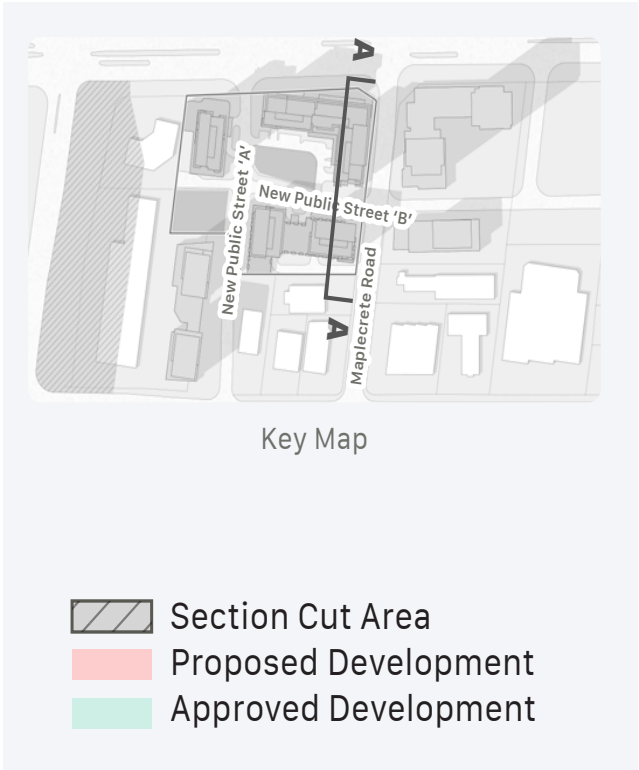 A
New Public Street ‘A’
New Public Street ‘B’
Maplecrete Road
A
Key Map
Section Cut Area
Proposed Development
Approved Development